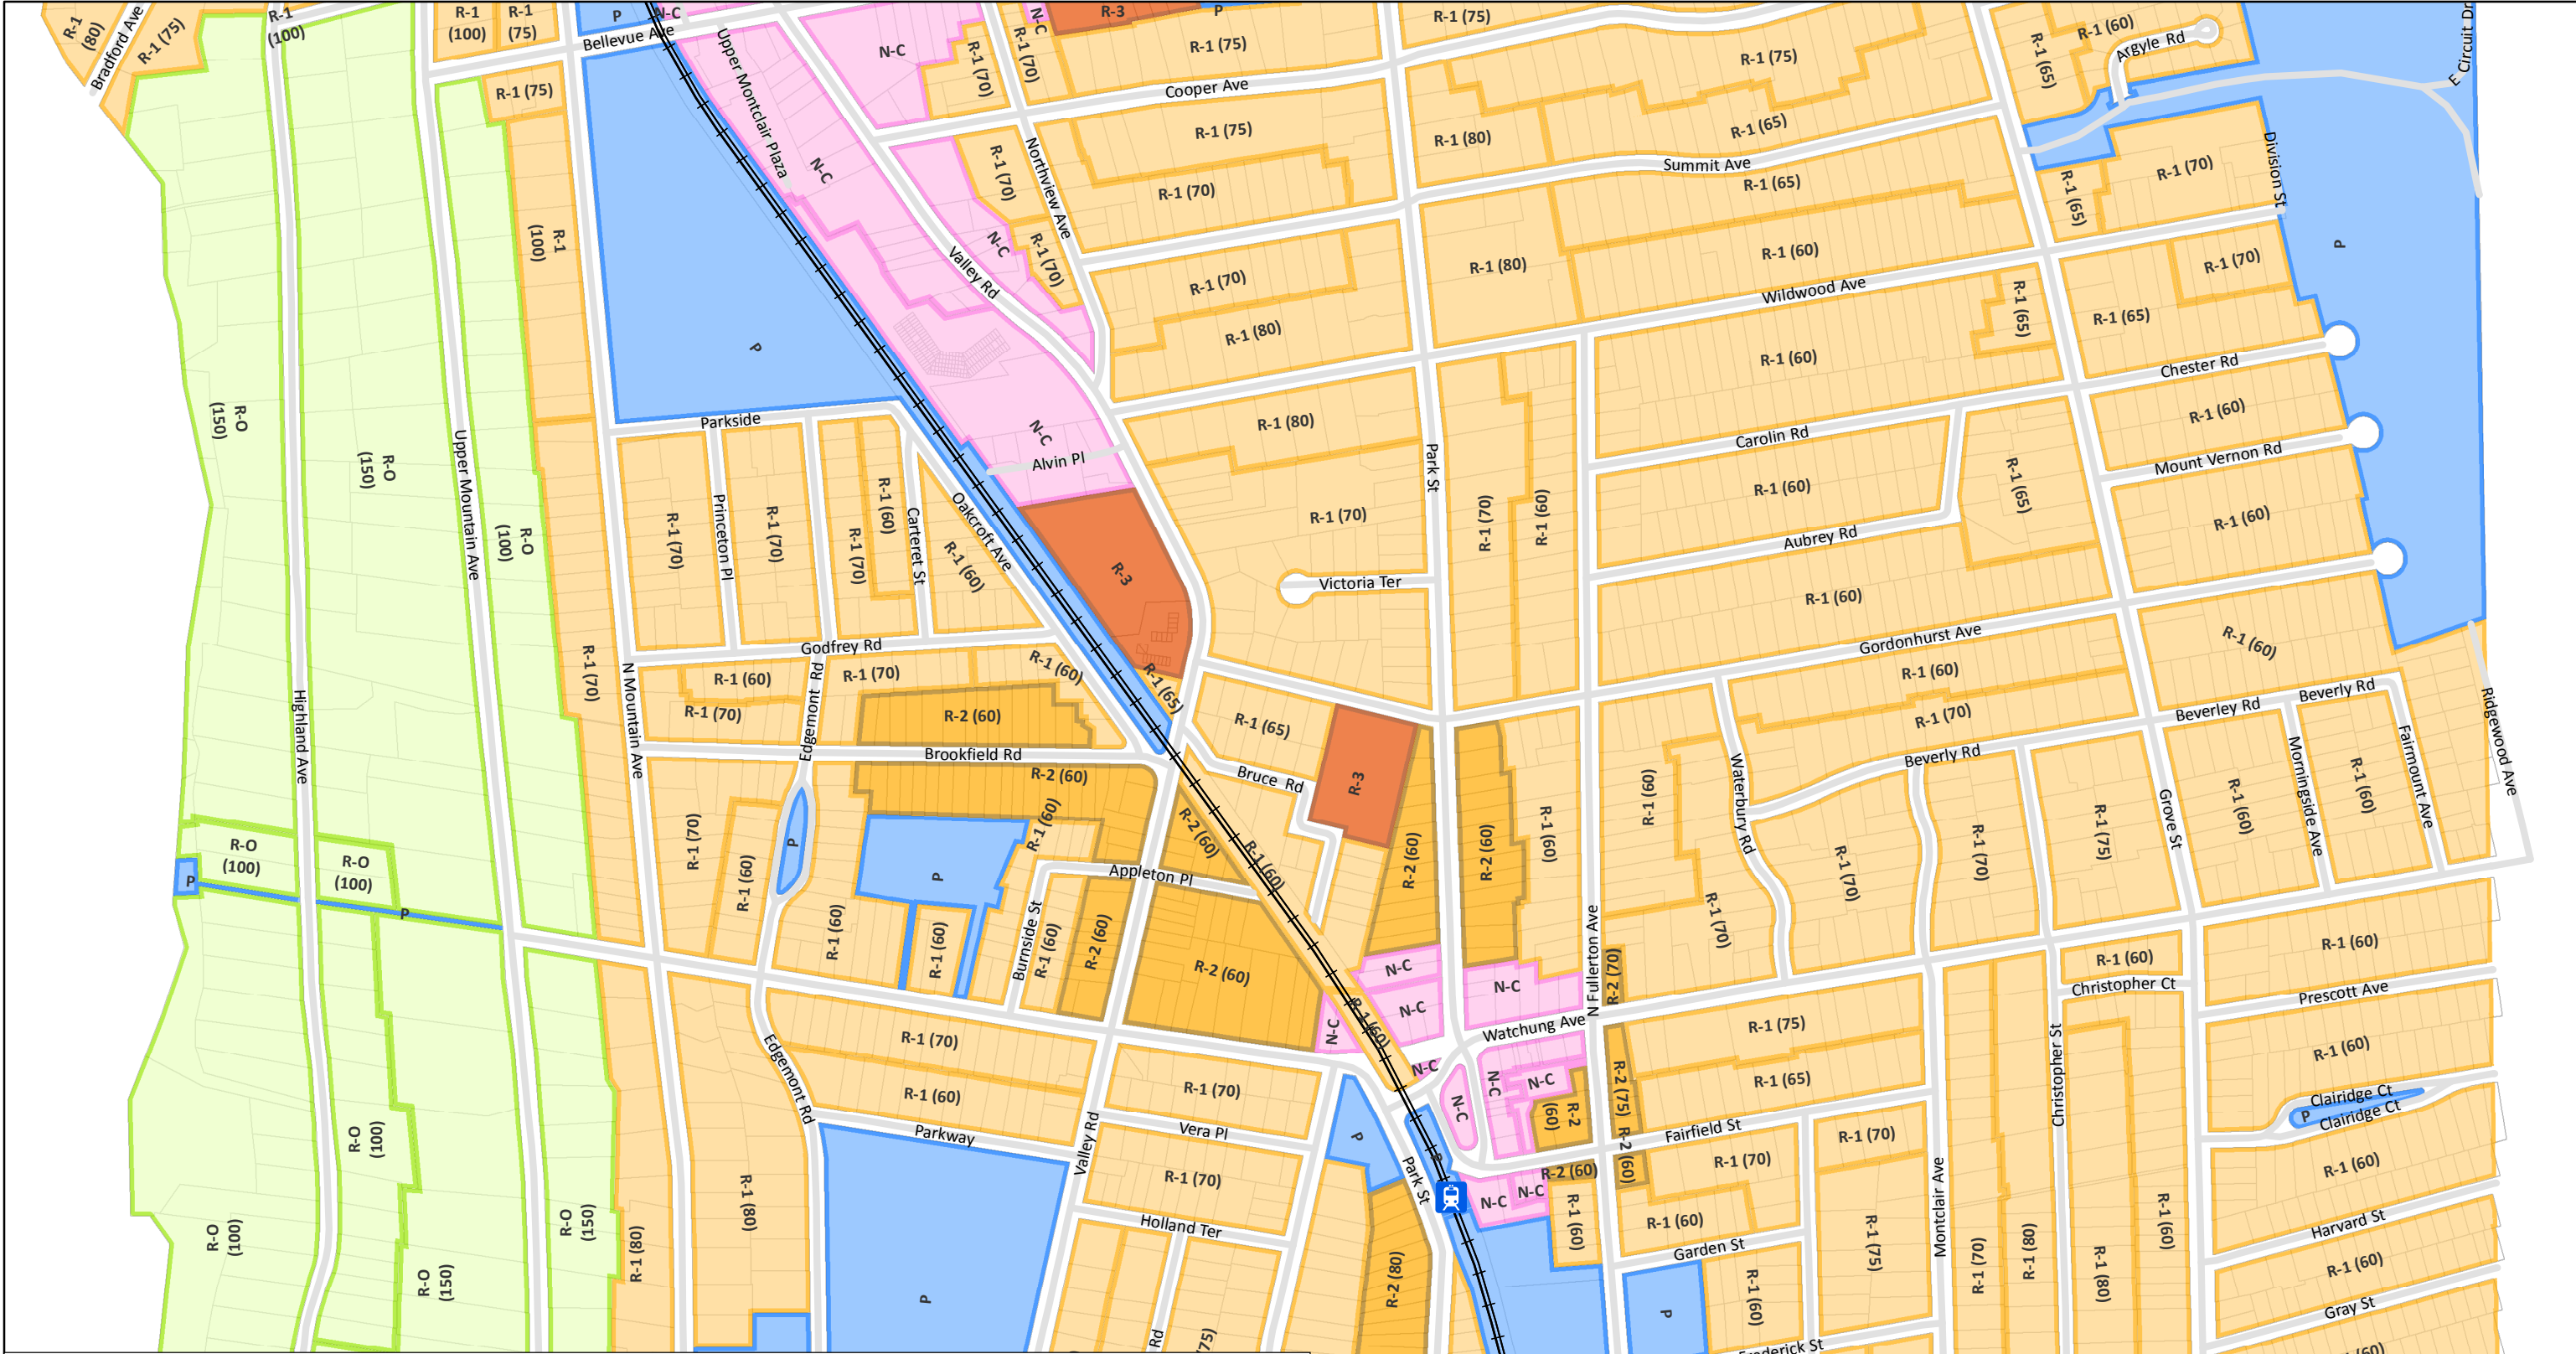 R-1
(80)
Bradford Ave
R-1 (75)
R-1
(100)
R-1
(100)
R-1
(75)
P
N-C
Bellevue Ave
Upper Montclair Plaza
N-C
N-C
R-1 (70)
R-1 (70)
R-3
P
R-1 (75)
R-1 (75)
Cooper Ave
R-1 (75)
R-1 (65)
R-1 (60)
Argyle Rd
E Circuit Dr
R-1 (75)
R-1
(100)
N-C
R-1 (70)
Northview Ave
R-1 (75)
R-1 (70)
R-1 (80)
R-1 (65)
Summit Ave
R-1 (65)
R-1 (65)
R-1 (70)
Division St
P
N-C
R-1 (70)
Valley Rd
R-1 (70)
R-1 (80)
R-1 (80)
R-1 (60)
Wildwood Ave
R-1 (65)
R-1 (65)
R-1 (70)
P
R-1 (60)
Chester Rd
R-O
(150)
R-O
(150)
Upper Mountain Ave
R-O
(100)
Parkside
N-C
Alvin Pl
R-1 (80)
Park St
Carolin Rd
R-1 (60)
Mount Vernon Rd
R-1 (70)
Princeton Pl
R-1 (70)
R-1 (70)
R-1 (60)
Carteret St
R-1 (60)
Oakcroft Ave
R-3
R-1 (70)
Victoria Ter
R-1 (70)
R-1 (60)
R-1 (60)
Aubrey Rd
R-1 (65)
R-1 (60)
R-1 (60)
Gordonhurst Ave
R-1 (60)
Highland Ave
R-1 (70)
N Mountain Ave
Godfrey Rd
R-1 (60)
R-1 (70)
Edgemont Rd
R-1 (70)
R-1 (60)
R-2 (60)
R-1 (65)
R-1 (65)
R-1 (60)
R-1 (70)
Beverley Rd
Beverly Rd
Ridgewood Ave
Brookfield Rd
R-2 (60)
Bruce Rd
R-3
Beverly Rd
R-1 (60)
Waterbury Rd
Grove St
Morningside Ave
Fairmount Ave
R-O
(100)
R-O
(100)
P
P
R-1 (70)
R-1 (60)
P
R-1 (60)
P
R-1 (60)
R-1 (60)
Burnside St
R-1 (60)
R-2 (60)
Appleton Pl
R-2 (60)
R-1 (60)
R-2 (60)
R-2 (60)
R-2 (60)
R-1 (60)
N Fullerton Ave
R-2 (70)
R-1 (70)
R-1 (70)
R-1 (70)
R-1 (75)
R-1 (60)
R-1 (60)
R-1 (60)
R-1 (60)
Christopher Ct
Prescott Ave
N-C
N-C
N-C
N-C
R-1 (60)
Watchung Ave
R-1 (75)
R-1 (65)
R-2 (75)
R-1 (60)
Clairidge Ct
P
Clairidge Ct
R-1 (70)
R-1 (60)
Edgemont Rd
Parkway
Valley Rd
R-1 (70)
Vera Pl
R-1 (70)
Holland Ter
P
Park St
N-C
N-C
N-C
N-C
R-2
(60)
P
R-2 (60)
R-2 (60)
Fairfield St
R-1 (70)
R-1 (70)
Christopher St
R-1 (60)
N-C
N-C
R-1 (60)
R-1 (60)
Garden St
R-1 (75)
Montclair Ave
R-1 (70)
R-1 (80)
R-1 (80)
R-1 (60)
Harvard St
R-1 (60)
Gray St
R-O
(100)
R-O
(100)
R-O
(150)
R-O
(150)
R-1 (80)
R-1 (80)
P
Rd
R-2 (80)
P
R-1 (60)
Frederick St